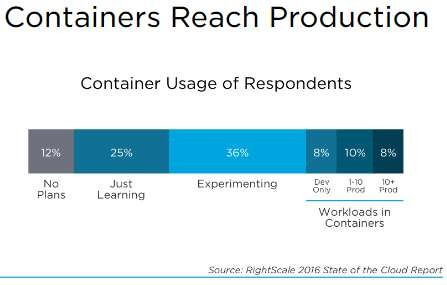 Containers Reach Production
Container Usage of Respondents
12% 25% 36% 8% 10% 8%
No Plans
Just Learning
Experimenting
Dev Only
1-10 Prod
10+ Prod
Workloads in
Containers
Source: RightScale 2016 State of the Cloud Report